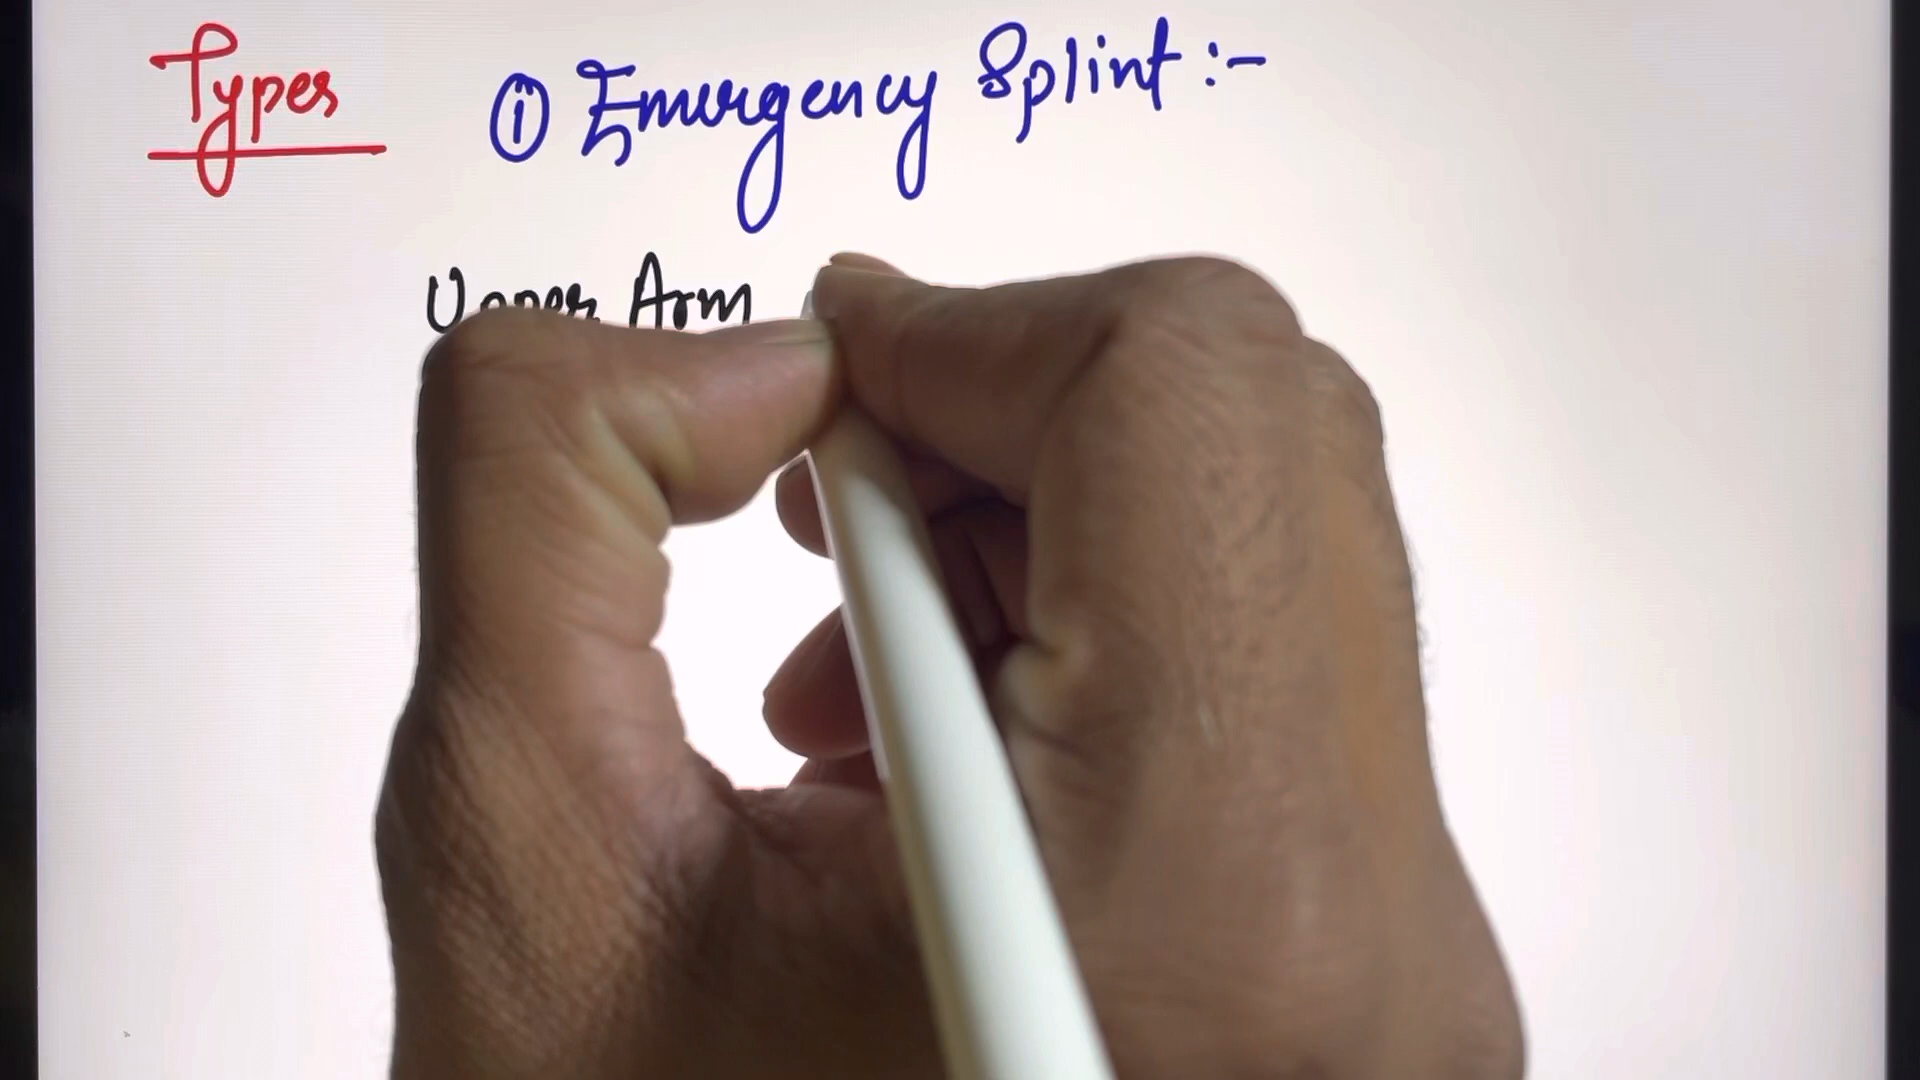 Types
① Emergency Splint :-
Upper Arm